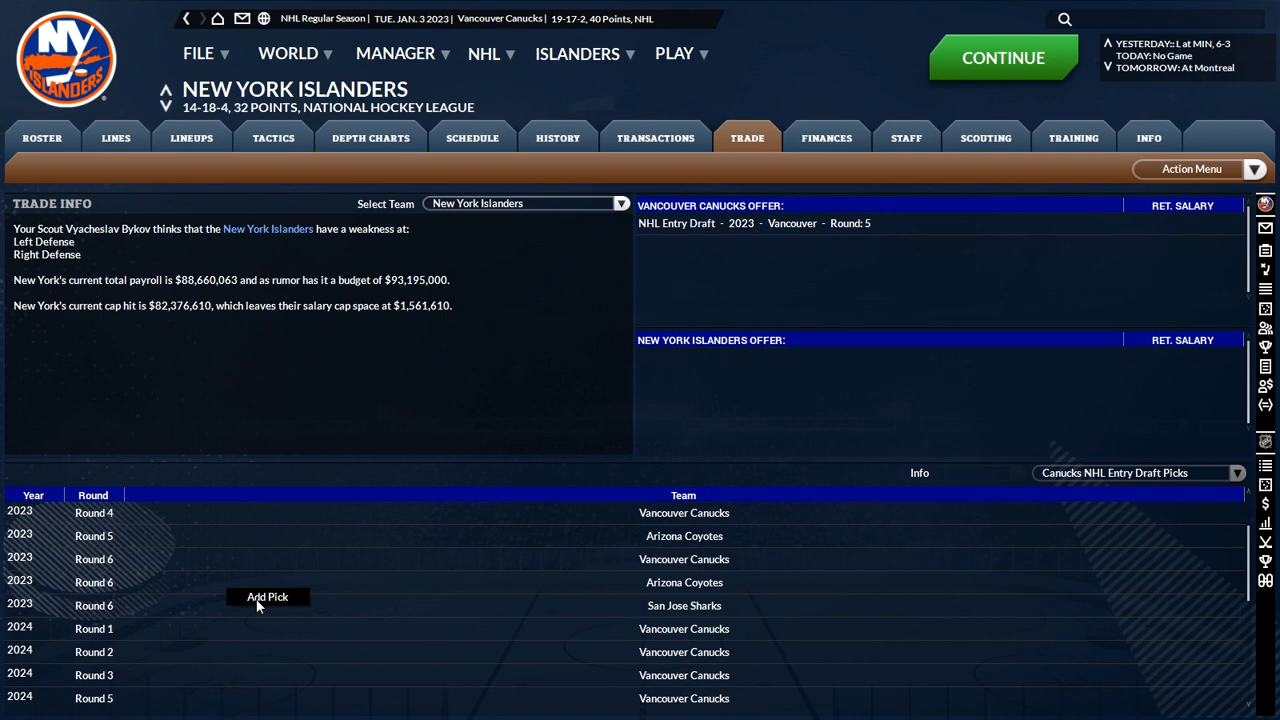 NY
ISLANDERS
NHL Regular Season | TUE. JAN. 3 2023 | Vancouver Canucks | 19-17-2, 40 Points, NHL
FILE WORLD MANAGER NHL ISLANDERS PLAY
CONTINUE
YESTERDAY:: L at MIN, 6-3
TODAY: No Game
TOMORROW: At Montreal
NEW YORK ISLANDERS
14-18-4, 32 POINTS, NATIONAL HOCKEY LEAGUE
ROSTER LINES LINEUPS TACTICS DEPTH CHARTS SCHEDULE HISTORY TRANSACTIONS TRADE FINANCES STAFF SCOUTING TRAINING INFO
Action Menu
TRADE INFO Select Team New York Islanders
Your Scout Vyacheslav Bykov thinks that the New York Islanders have a weakness at:
Left Defense
Right Defense
New York's current total payroll is $88,660,063 and as rumor has it a budget of $93,195,000.
New York's current cap hit is $82,376,610, which leaves their salary cap space at $1,561,610.
VANCOUVER CANUCKS OFFER: RET. SALARY
NHL Entry Draft - 2023 - Vancouver - Round: 5
NEW YORK ISLANDERS OFFER: RET. SALARY
Info Canucks NHL Entry Draft Picks
Year Round Team
2023 Round 4 Vancouver Canucks
2023 Round 5 Arizona Coyotes
2023 Round 6 Vancouver Canucks
2023 Round 6 Arizona Coyotes
Add Pick
2023 Round 6 San Jose Sharks
2024 Round 1 Vancouver Canucks
2024 Round 2 Vancouver Canucks
2024 Round 3 Vancouver Canucks
2024 Round 5 Vancouver Canucks